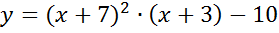 y = (x + 7)² · (x + 3) − 10